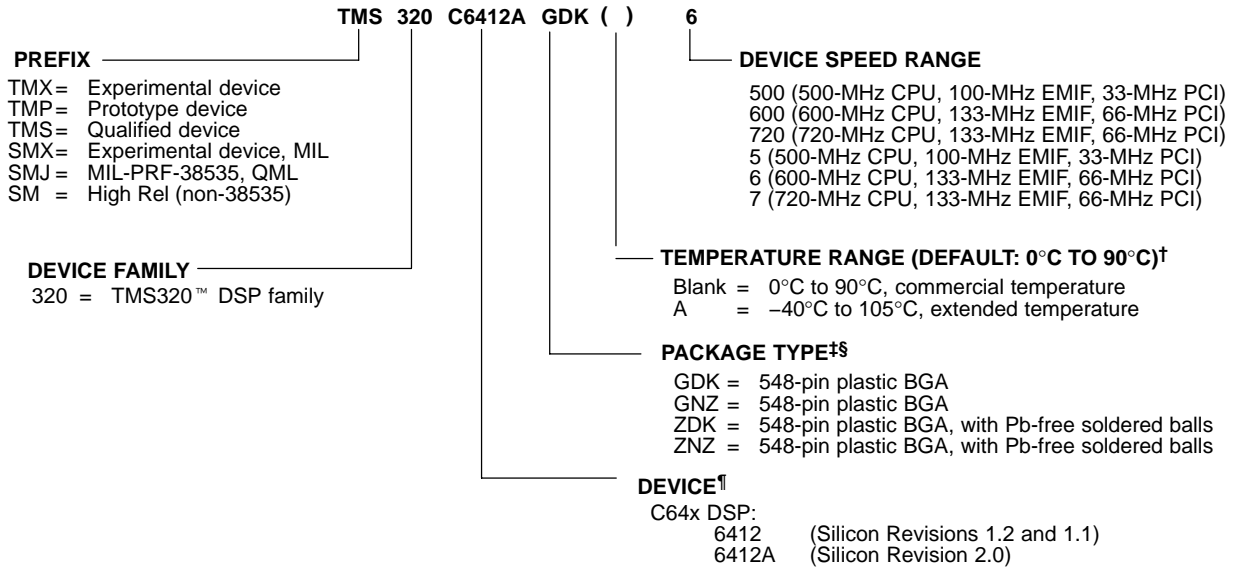 TMS 320 C6412A GDK ( ) 6
PREFIX
TMX = Experimental device
TMP = Prototype device
TMS = Qualified device
SMX = Experimental device, MIL
SMJ = MIL-PRF-38535, QML
SM = High Rel (non-38535)
DEVICE SPEED RANGE
500 (500-MHz CPU, 100-MHz EMIF, 33-MHz PCI)
600 (600-MHz CPU, 133-MHz EMIF, 66-MHz PCI)
720 (720-MHz CPU, 133-MHz EMIF, 66-MHz PCI)
5 (500-MHz CPU, 100-MHz EMIF, 33-MHz PCI)
6 (600-MHz CPU, 133-MHz EMIF, 66-MHz PCI)
7 (720-MHz CPU, 133-MHz EMIF, 66-MHz PCI)
DEVICE FAMILY
320 = TMS320™ DSP family
TEMPERATURE RANGE (DEFAULT: 0°C TO 90°C)†
Blank = 0°C to 90°C, commercial temperature
A = −40°C to 105°C, extended temperature
PACKAGE TYPE‡§
GDK = 548-pin plastic BGA
GNZ = 548-pin plastic BGA
ZDK = 548-pin plastic BGA, with Pb-free soldered balls
ZNZ = 548-pin plastic BGA, with Pb-free soldered balls
DEVICE¶
C64x DSP:
6412 (Silicon Revisions 1.2 and 1.1)
6412A (Silicon Revision 2.0)